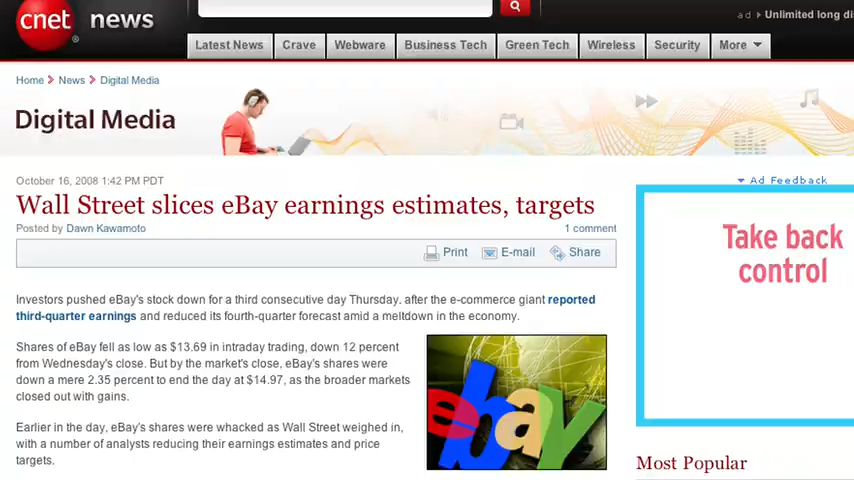 cnet news
ad Unlimited long di
Latest News Crave Webware Business Tech Green Tech Wireless Security More
Home News Digital Media
Digital Media
October 16, 2008 1:42 PM PDT
Ad Feedback
Wall Street slices eBay earnings estimates, targets
Posted by Dawn Kawamoto 1 comment
Print E-mail Share
Take back
control
Investors pushed eBay's stock down for a third consecutive day Thursday, after the e-commerce giant reported
third-quarter earnings and reduced its fourth-quarter forecast amid a meltdown in the economy.
Shares of eBay fell as low as $13.69 in intraday trading, down 12 percent
from Wednesday's close. But by the market's close, eBay's shares were
down a mere 2.35 percent to end the day at $14.97, as the broader markets
closed out with gains.
Earlier in the day, eBay's shares were whacked as Wall Street weighed in,
with a number of analysts reducing their earnings estimates and price
targets.
ebay
Most Popular